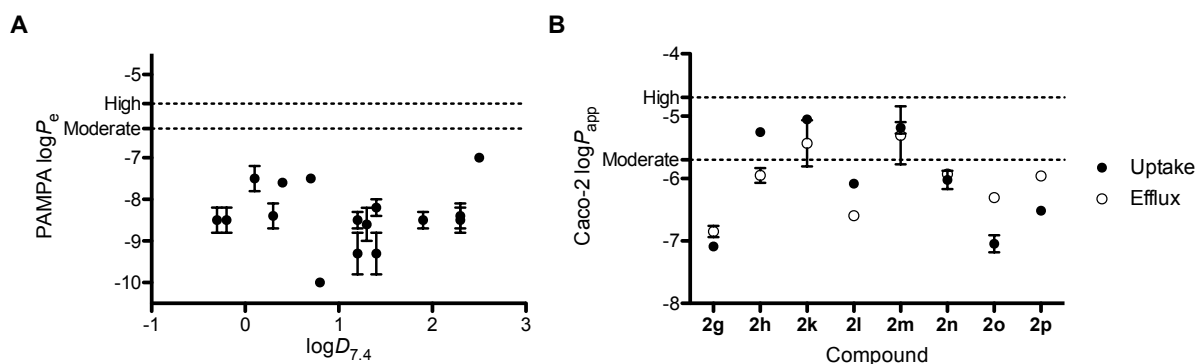 A
PAMPA logPe
-5
High
Moderate
-7
-8
-9
-10
-1
0
1
2
3
logD7.4
B
Caco-2 logPapp
-4
High
-5
Moderate
-6
-7
-8
2g
2h
2k
2l
2m
2n
2o
2p
Compound
Uptake
Efflux